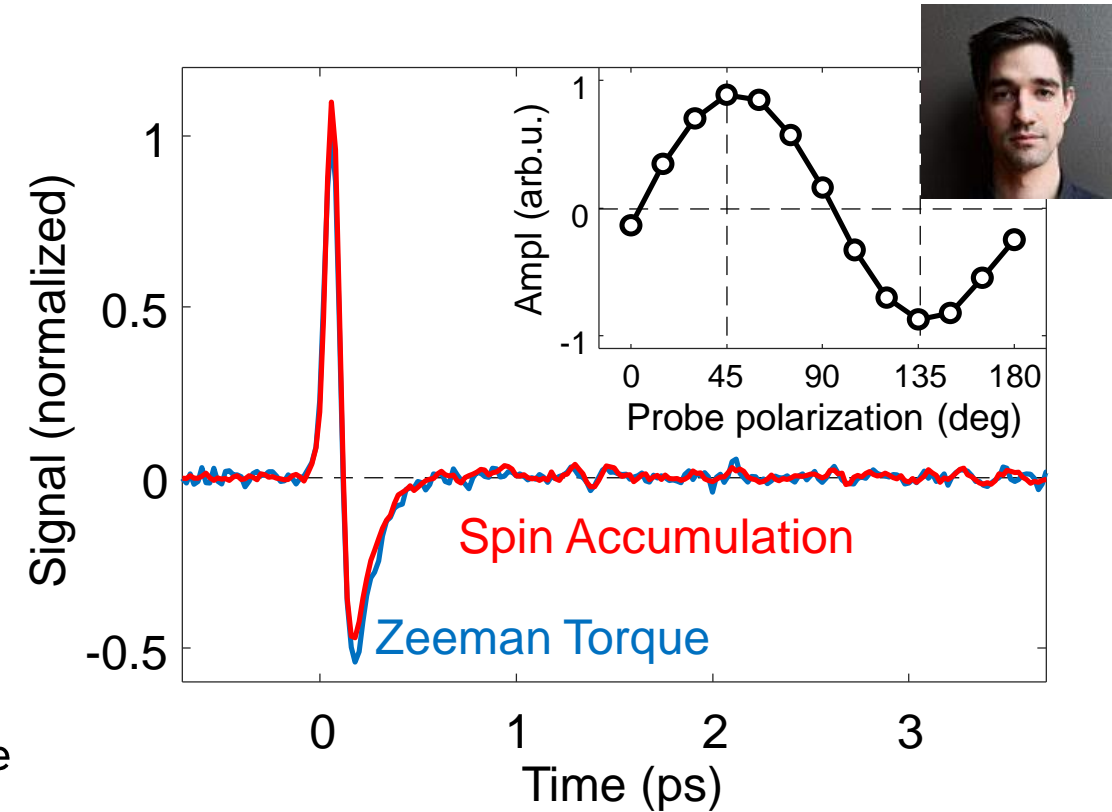 Signal (normalized)
1
0.5
0
-0.5
0 1 2 3
Time (ps)
Spin Accumulation
Zeeman Torque
Ampl (arb.u.)
1
0
-1
0 45 90 135 180
Probe polarization (deg)
e